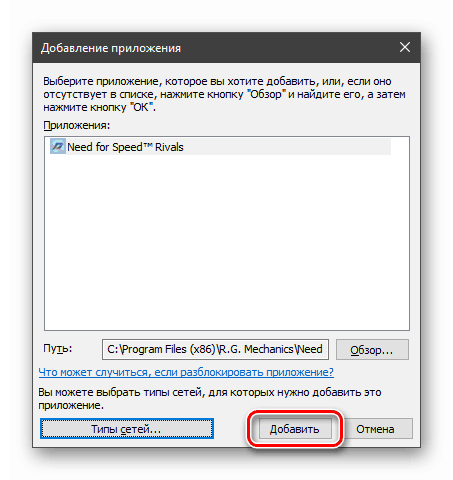 Добавление приложения
Выберите приложение, которое вы хотите добавить, или, если оно
отсутствует в списке, нажмите кнопку "Обзор" и найдите его, а затем
нажмите кнопку "ОК".
Приложения:
Need for Speed™ Rivals
Путь:
C:\Program Files (x86)\R.G. Mechanics\Need
Обзор...
Что может случиться, если разблокировать приложение?
Вы можете выбрать типы сетей, для которых нужно добавить это
приложение.
Типы сетей...
Добавить
Отмена